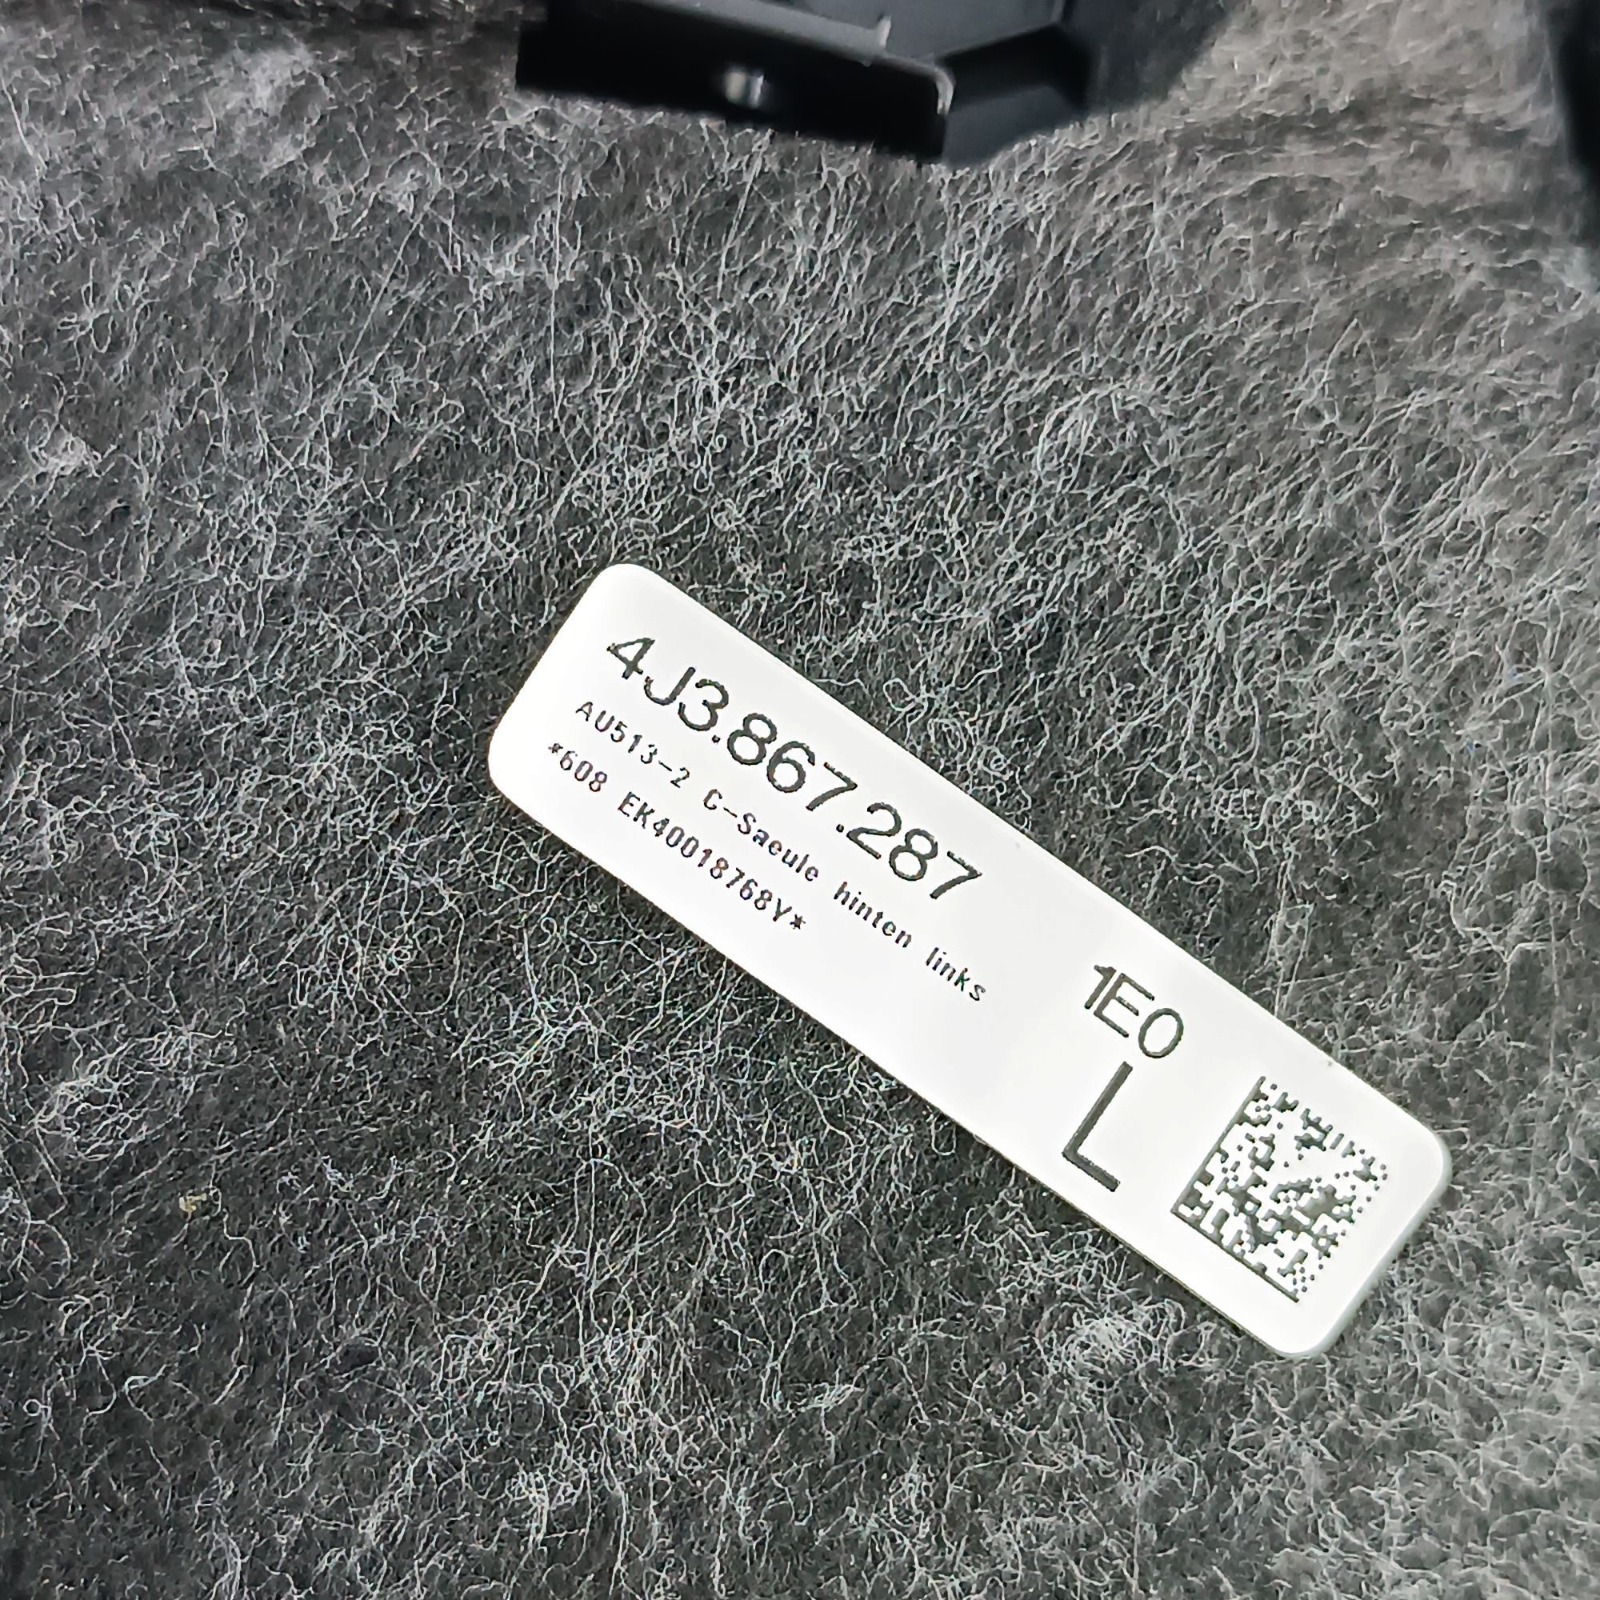 4J3.867.287
AU513-2 C-Saeule hinten links
*608 EK40018768Y*
1E0
L